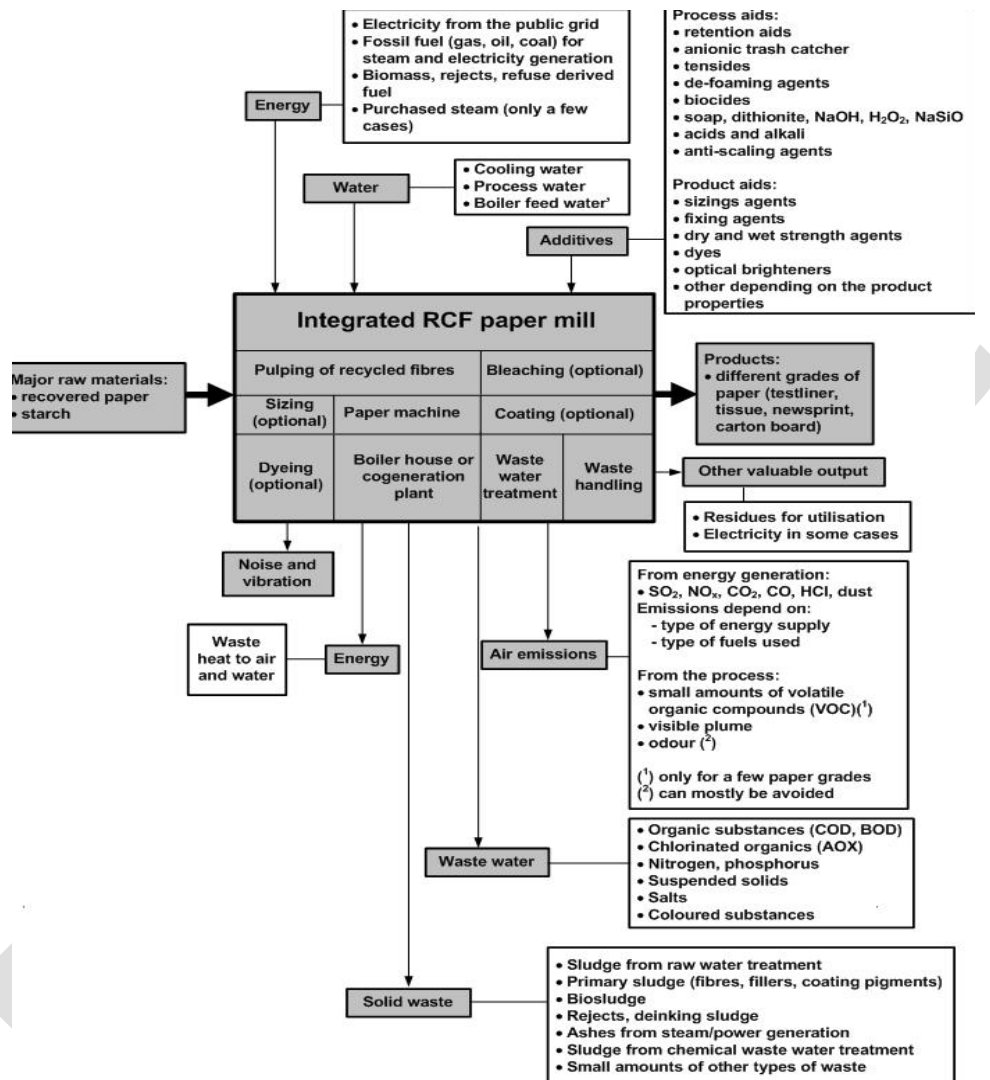 • Electricity from the public grid
• Fossil fuel (gas, oil, coal) for
steam and electricity generation
• Biomass, rejects, refuse derived
fuel
• Purchased steam (only a few
cases)
Energy
Process aids:
• retention aids
• anionic trash catcher
• tensides
• de-foaming agents
• biocides
• soap, dithionite, NaOH, H₂O₂, NaSiO
• acids and alkali
• anti-scaling agents
Product aids:
• sizings agents
• fixing agents
• dry and wet strength agents
• dyes
• optical brighteners
• other depending on the product
properties
Water
• Cooling water
• Process water
• Boiler feed water'
Additives
Integrated RCF paper mill
Pulping of recycled fibres
Bleaching (optional)
Sizing
(optional)
Paper machine
Coating (optional)
Dyeing
(optional)
Boiler house or
cogeneration
plant
Waste
water
treatment
Waste
handling
Major raw materials:
• recovered paper
• starch
Products:
• different grades of
paper (testliner,
tissue, newsprint,
carton board)
Other valuable output
• Residues for utilisation
• Electricity in some cases
Noise and
vibration
Waste
heat to air
and water
Energy
Air emissions
From energy generation:
• SO₂, NOₓ, CO₂, CO, HCl, dust
Emissions depend on:
- type of energy supply
- type of fuels used
From the process:
• small amounts of volatile
organic compounds (VOC)(¹)
• visible plume
• odour (²)
(¹) only for a few paper grades
(²) can mostly be avoided
Waste water
• Organic substances (COD, BOD)
• Chlorinated organics (AOX)
• Nitrogen, phosphorus
• Suspended solids
• Salts
• Coloured substances
Solid waste
• Sludge from raw water treatment
• Primary sludge (fibres, fillers, coating pigments)
• Biosludge
• Rejects, deinking sludge
• Ashes from steam/power generation
• Sludge from chemical waste water treatment
• Small amounts of other types of waste